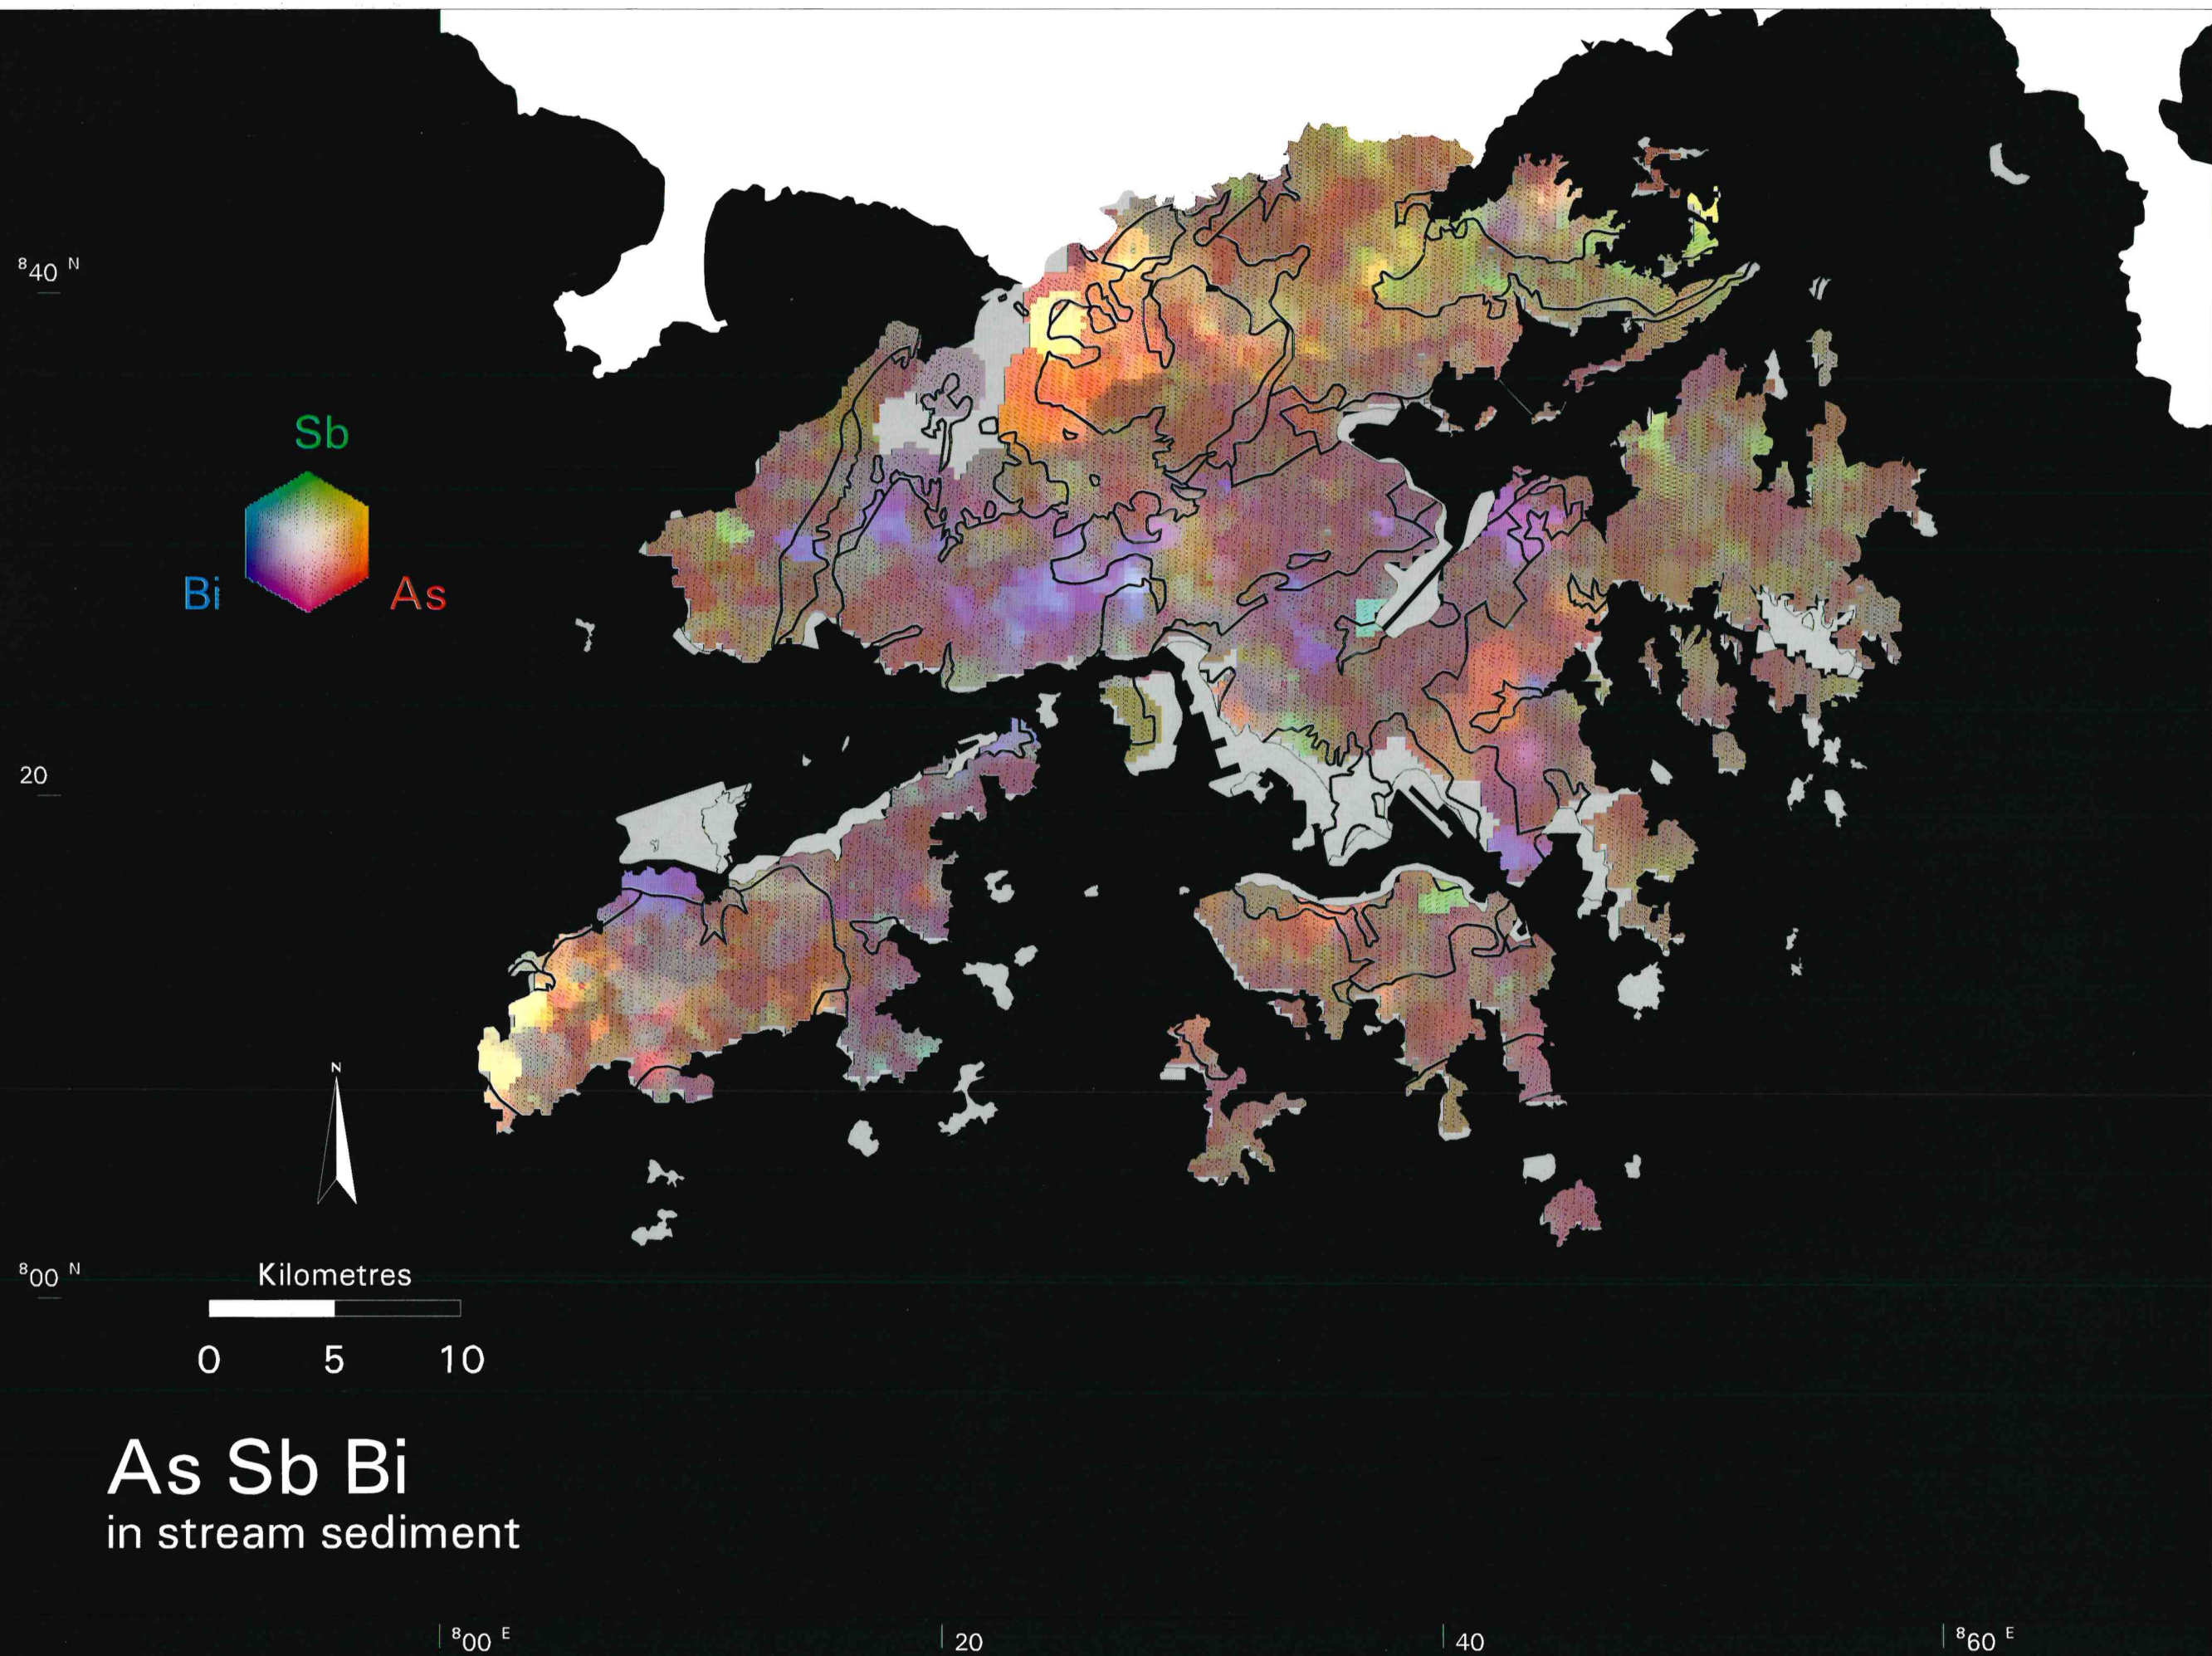 ⁸40 N
Sb
Bi
As
20
N
⁸00 N
Kilometres
0 5 10
As Sb Bi
in stream sediment
⁸00 E
20
40
⁸60 E